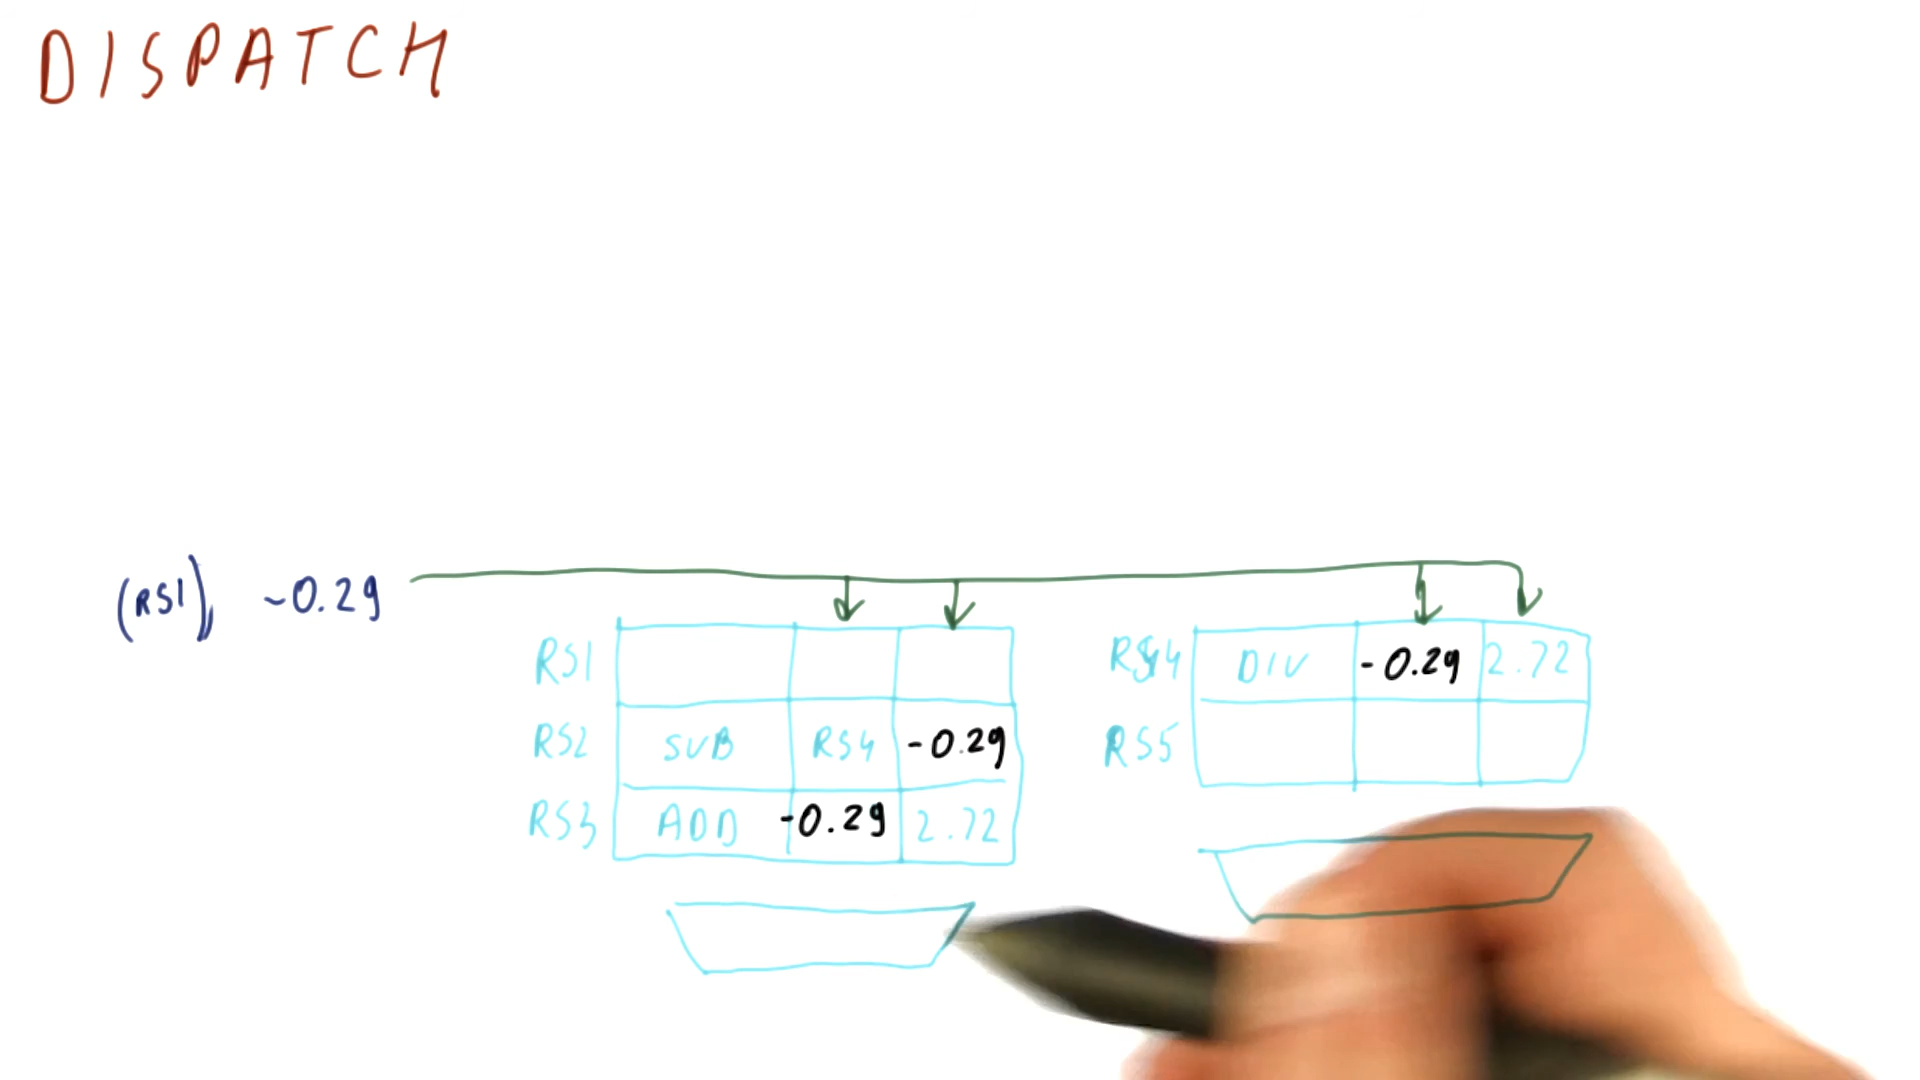 DISPATCH
(RS1), -0.29
RS1
RS2 SUB RS4 -0.29
RS3 ADD -0.29 2.72
RS4 DIV -0.29 2.72
RS5